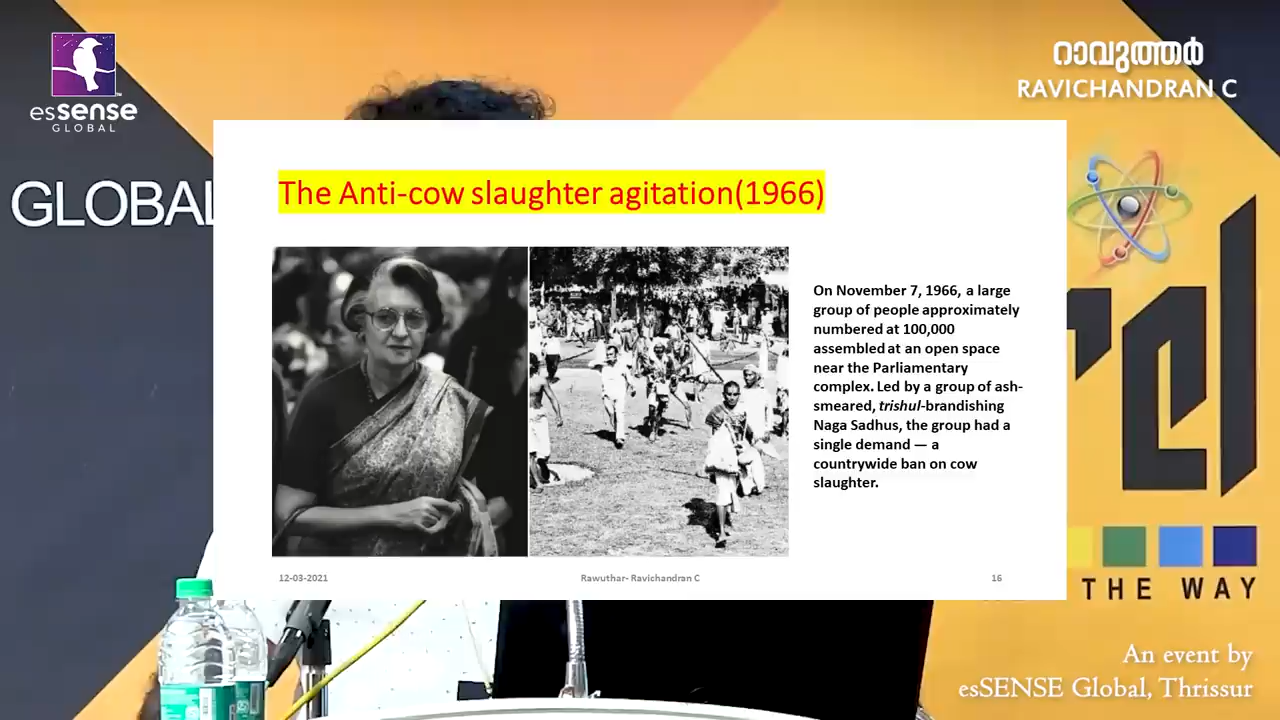 esSENSE
GLOBAL
റാവുത്തർ
RAVICHANDRAN C
GLOBAL
The Anti-cow slaughter agitation(1966)
On November 7, 1966, a large
group of people approximately
numbered at 100,000
assembled at an open space
near the Parliamentary
complex. Led by a group of ash-
smeared, trishul-brandishing
Naga Sadhus, the group had a
single demand — a
countrywide ban on cow
slaughter.
12-03-2021
Rawuthar- Ravichandran C
16
THE WAY
An event by
esSENSE Global, Thrissur